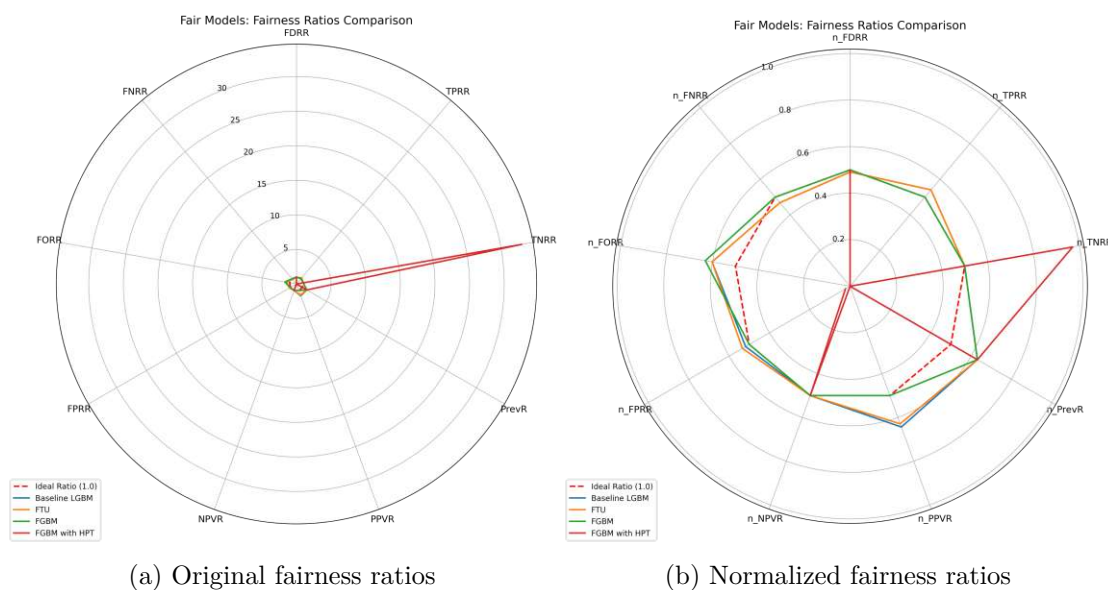 Fair Models: Fairness Ratios Comparison
FDRR
FNRR
TPRR
30
25
20
15
10
5
FORR
TNRR
FPRR
PrevR
NPVR
PPVR
Ideal Ratio (1.0)
Baseline LGBM
FTU
FGBM
FGBM with HPT
(a) Original fairness ratios
Fair Models: Fairness Ratios Comparison
n_FDRR
1.0
n_FNRR
n_TPRR
0.8
0.6
0.4
0.2
n_FORR
n_TNRR
n_FPRR
n_PrevR
n_NPVR
n_PPVR
Ideal Ratio (1.0)
Baseline LGBM
FTU
FGBM
FGBM with HPT
(b) Normalized fairness ratios